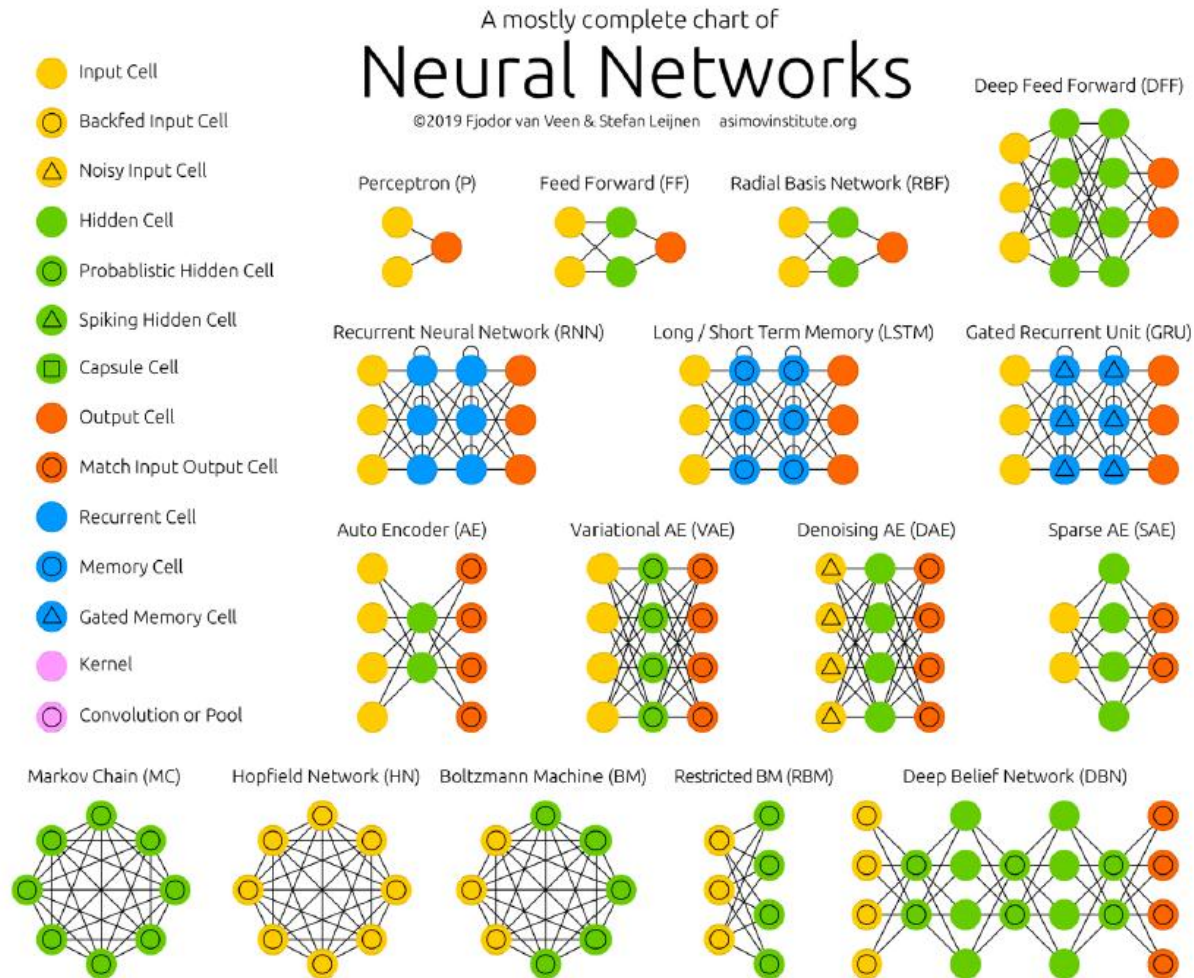 A mostly complete chart of
Neural Networks
©2019 Fjodor van Veen & Stefan Leijnen asimovinstitute.org
Input Cell
Backfed Input Cell
Noisy Input Cell
Hidden Cell
Probablistic Hidden Cell
Spiking Hidden Cell
Capsule Cell
Output Cell
Match Input Output Cell
Recurrent Cell
Memory Cell
Gated Memory Cell
Kernel
Convolution or Pool
Deep Feed Forward (DFF)
Perceptron (P)
Feed Forward (FF)
Radial Basis Network (RBF)
Recurrent Neural Network (RNN)
Long / Short Term Memory (LSTM)
Gated Recurrent Unit (GRU)
Auto Encoder (AE)
Variational AE (VAE)
Denoising AE (DAE)
Sparse AE (SAE)
Markov Chain (MC)
Hopfield Network (HN)
Boltzmann Machine (BM)
Restricted BM (RBM)
Deep Belief Network (DBN)